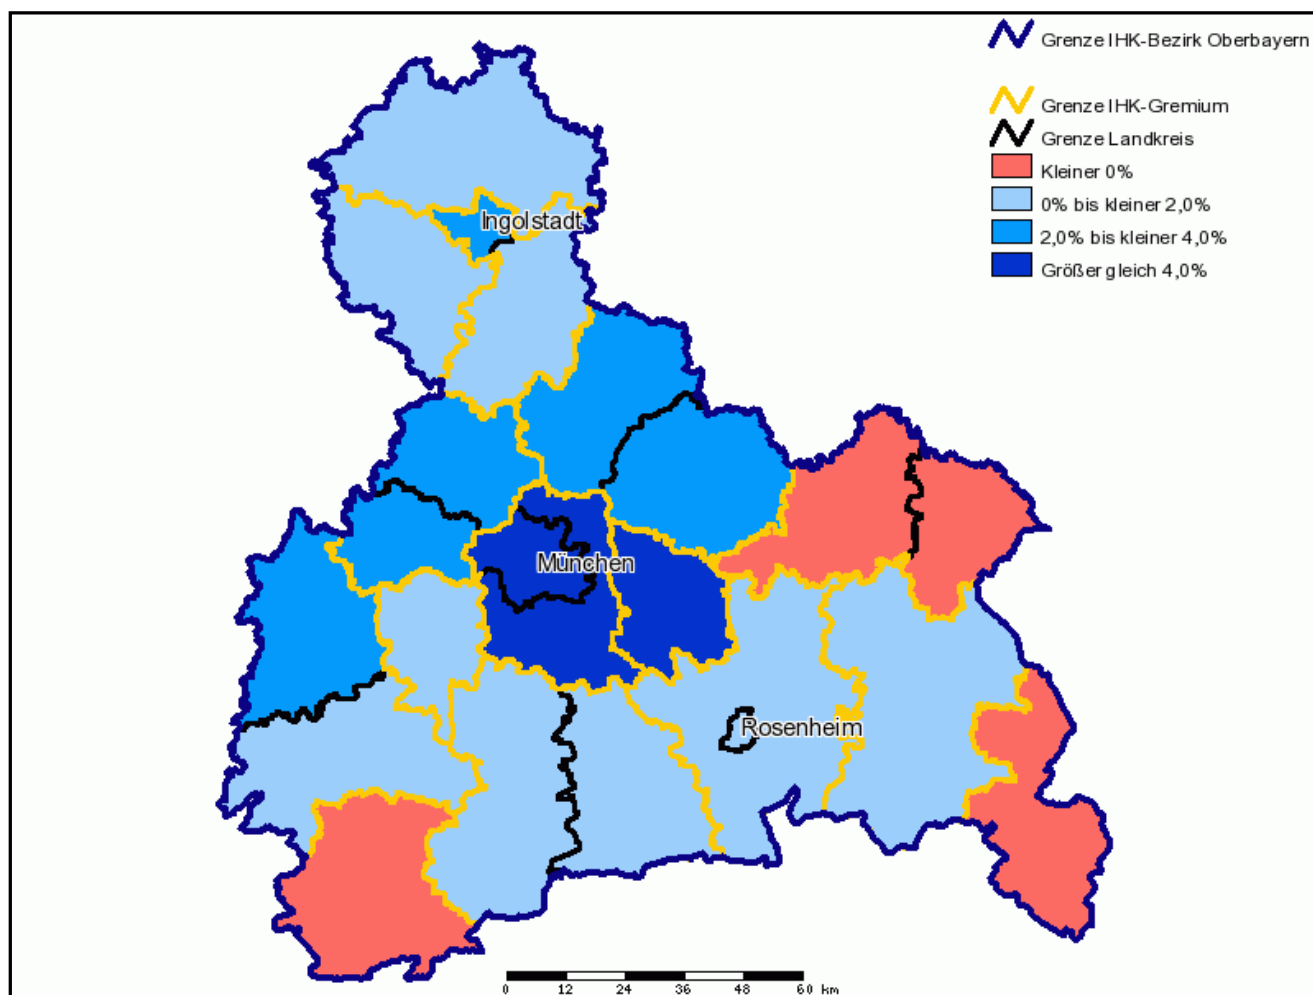 Grenze IHK-Bezirk Oberbayern
Grenze IHK-Gremium
Grenze Landkreis
Kleiner 0%
0% bis kleiner 2,0%
2,0% bis kleiner 4,0%
Größer gleich 4,0%
Ingolstadt
München
Rosenheim
0 12 24 36 48 60 km